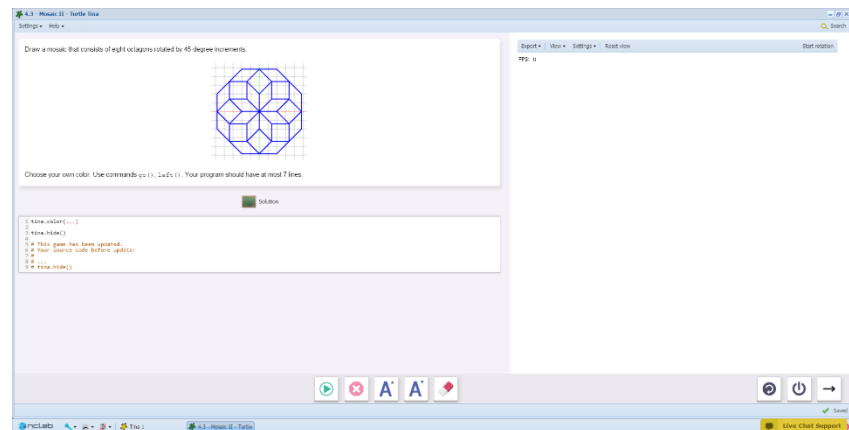 4.3 - Mosaic II - Turtle Tina
Settings Help
Search
Draw a mosaic that consists of eight octagons rotated by 45-degree increments.
Choose your own color. Use commands go(), left(). Your program should have at most 7 lines.
Solution
1 tina.color(...)
2
3 tina.hide()
4
5 # This game has been updated.
6 # Your source code before update:
7 #
8 # ...
9 # tina.hide()
Export View Settings Reset view Start rotation
FPS: 0
A A
Saved
nclab Tina 4.3 - Mosaic II - Turtle Live Chat Support